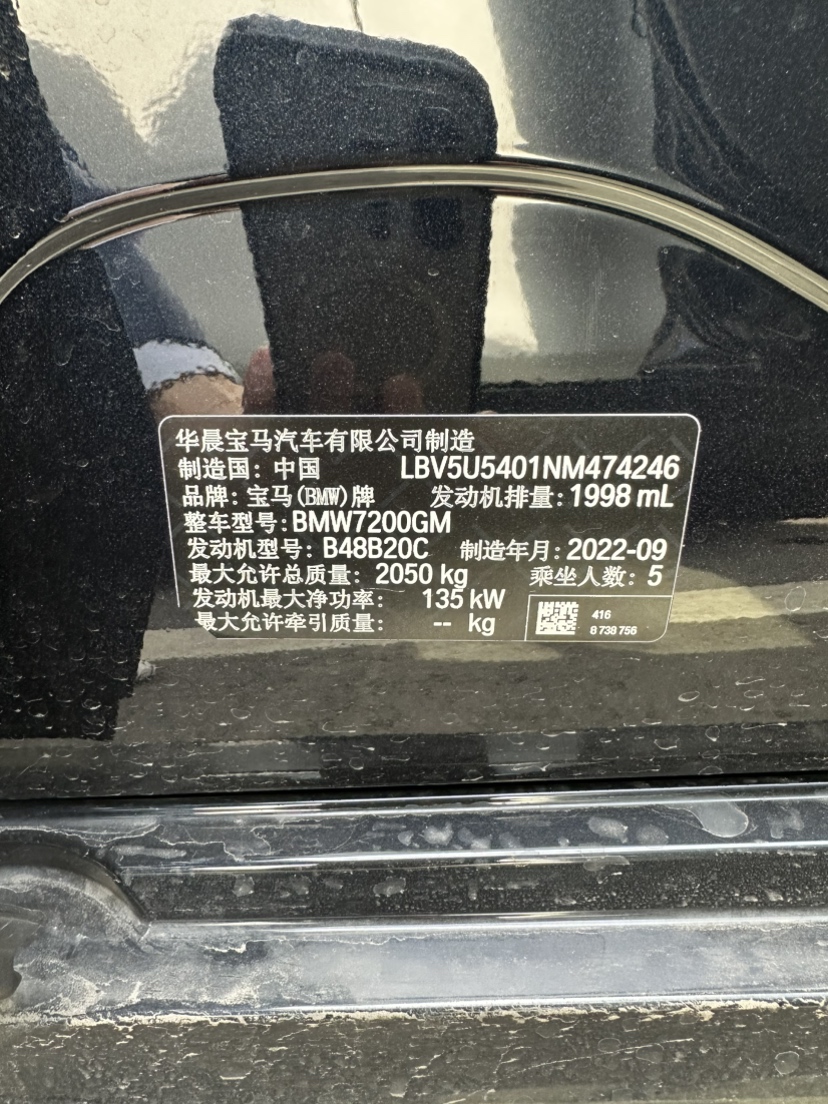 华晨宝马汽车有限公司制造
制造国：中国 LBV5U5401NM474246
品牌：宝马(BMW)牌 发动机排量：1998 mL
整车型号：BMW7200GM
发动机型号：B48B20C 制造年月：2022-09
最大允许总质量：2050 kg 乘坐人数：5
发动机最大净功率：135 kW
最大允许牵引质量：-- kg
416
8 738 756